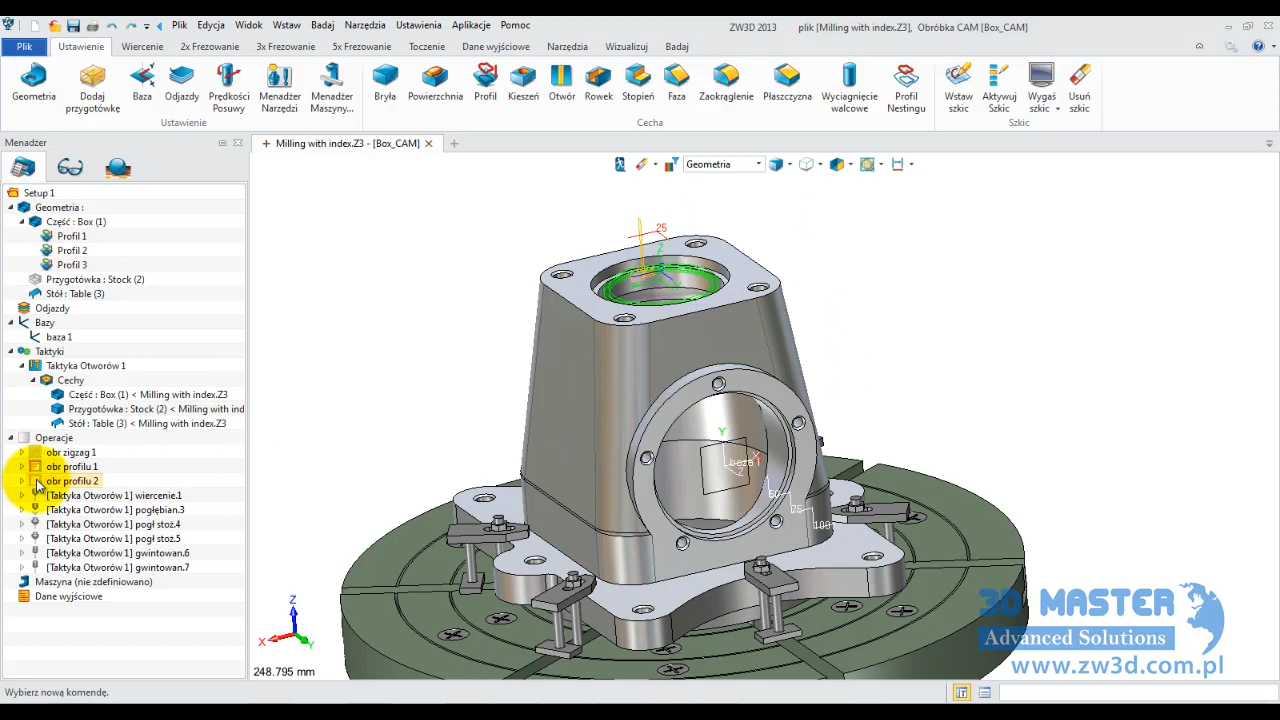 Plik Edycja Widok Wstaw Badaj Narzędzia Ustawienia Aplikacje Pomoc ZW3D 2013 plik [Milling with index.Z3], Obróbka CAM [Box_CAM]
Plik Ustawienie Wiercenie 2x Frezowanie 3x Frezowanie 5x Frezowanie Toczenie Dane wyjściowe Narzędzia Wizualizuj Badaj
Geometria Dodaj przygotówkę Baza Odjazdy Prędkości Posuwy Menadżer Narzędzi Menadżer Maszyny... Bryła Powierzchnia Profil Kieszeń Otwór Rowek Stopień Faza Zaokrąglenie Płaszczyzna Wyciągnięcie walcowe Profil Nestingu Wstaw szkic Aktywuj Szkic Wygaś szkic Usuń szkic
Ustawienie Cecha Szkic
Menadżer
Milling with index.Z3 - [Box_CAM]
Geometria
Setup 1
Geometria :
Część : Box (1)
Profil 1
Profil 2
Profil 3
Przygotówka : Stock (2)
Stół : Table (3)
Odjazdy
Bazy
baza 1
Taktyki
Taktyka Otworów 1
Cechy
Część: Box (1) < Milling with index.Z3
Przygotówka : Stock (2) < Milling with ind
Stół: Table (3) < Milling with index.Z3
Operacje
obr zigzag 1
obr profilu 1
obr profilu 2
[Taktyka Otworów 1] wiercenie.1
[Taktyka Otworów 1] pogłębian.3
[Taktyka Otworów 1] pogł stoż.4
[Taktyka Otworów 1] pogł stoż.5
[Taktyka Otworów 1] gwintowan.6
[Taktyka Otworów 1] gwintowan.7
Maszyna (nie zdefiniowano)
Dane wyjściowe
25
Z
Y
X
baza 1
Z
50
75
100
Z
X
Y
248.795 mm
3D MASTER
Advanced Solutions
www.zw3d.com.pl
Wybierz nową komendę.